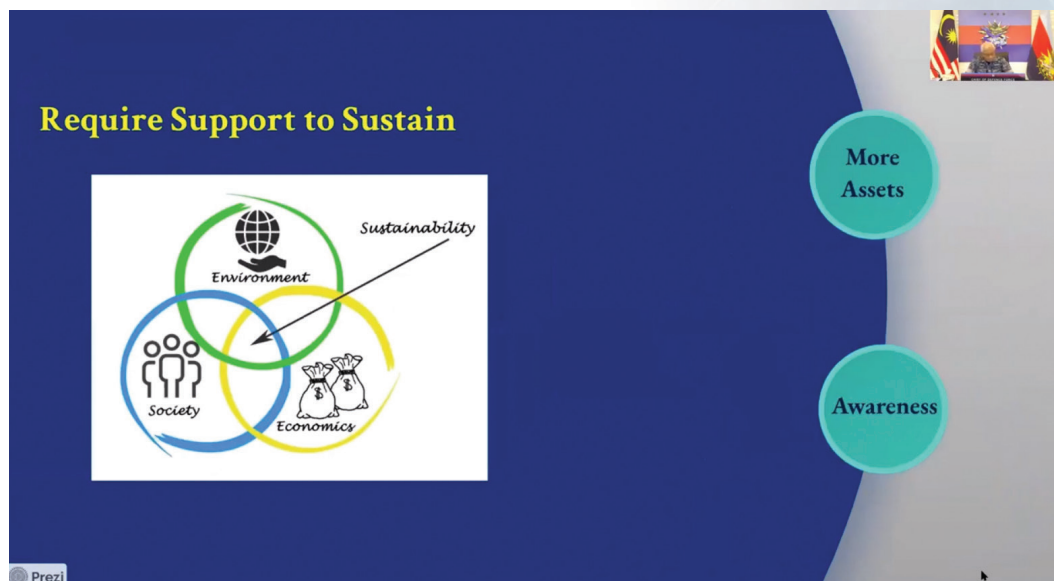 Require Support to Sustain
Sustainability
Environment
Society
Economics
More
Assets
Awareness
Prezi